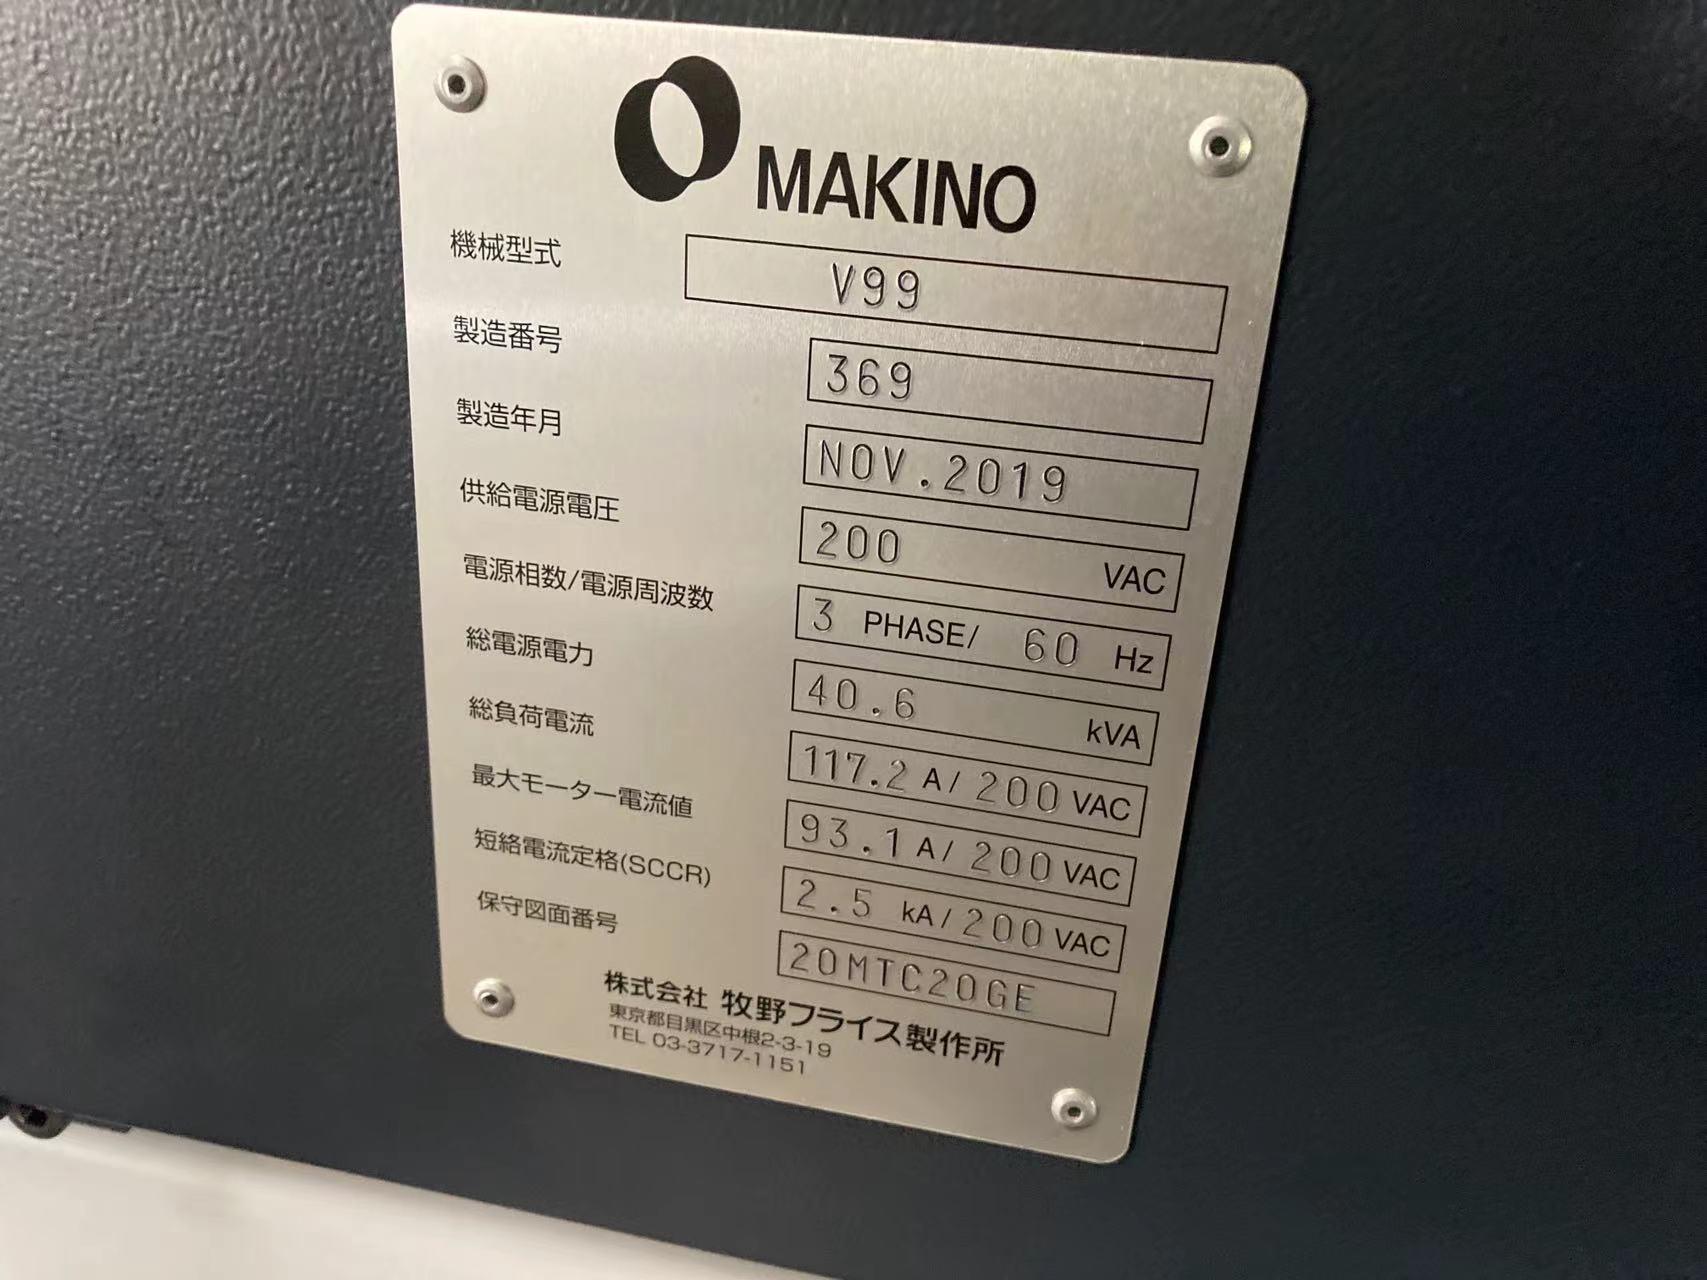 MAKINO
機械型式 V99
製造番号 369
製造年月 NOV.2019
供給電源電圧 200 VAC
電源相数/電源周波数 3 PHASE/ 60 Hz
総電源電力 40.6 kVA
総負荷電流 117.2 A/ 200 VAC
最大モーター電流値 93.1 A/ 200 VAC
短絡電流定格(SCCR) 2.5 kA/ 200 VAC
保守図面番号 20MTC20GE
株式会社 牧野フライス製作所
東京都目黒区中根2-3-19
TEL 03-3717-1151